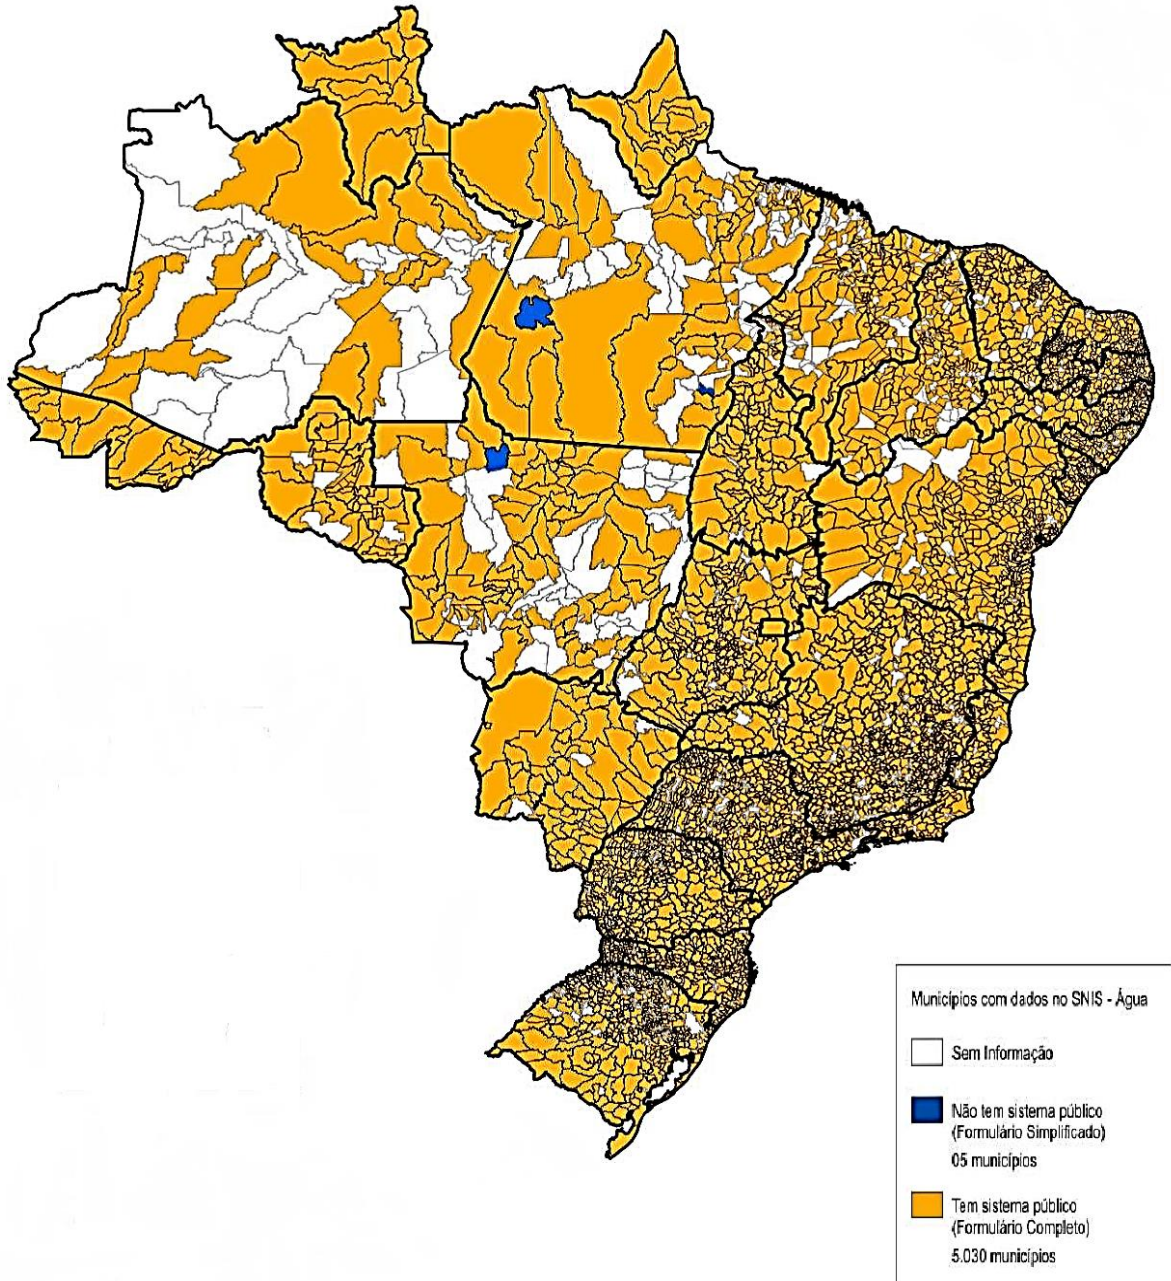 Municípios com dados no SNIS - Água
Sem Informação
Não tem sistema público
(Formulário Simplificado)
05 municípios
Tem sistema público
(Formulário Completo)
5.030 municípios